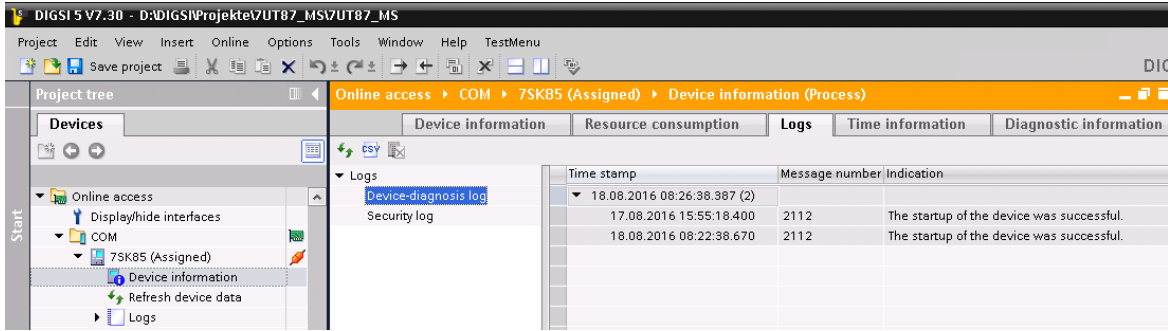 DIGSI 5 V7.30 - D:\DIGSI\Projekte\7UT87_MS\7UT87_MS
Project Edit View Insert Online Options Tools Window Help TestMenu
Save project DIG
Project tree
Online access ▸ COM ▸ 7SK85 (Assigned) ▸ Device information (Process)
Devices
Device information Resource consumption Logs Time information Diagnostic information
CSV
Start
Online access
Display/hide interfaces
COM
7SK85 (Assigned)
Device information
Refresh device data
Logs
Logs
Device-diagnosis log
Security log
Time stamp Message number Indication
18.08.2016 08:26:38.387 (2)
17.08.2016 15:55:18.400 2112 The startup of the device was successful.
18.08.2016 08:22:38.670 2112 The startup of the device was successful.